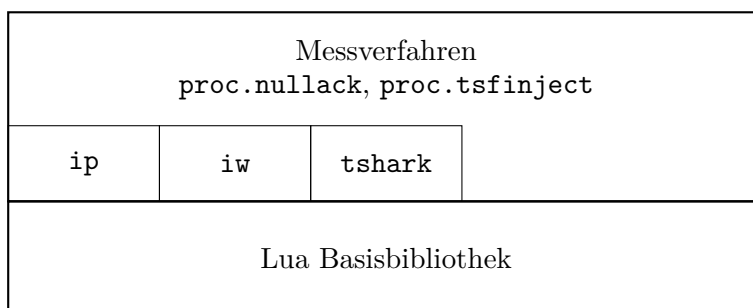 Messverfahren
proc.nullack, proc.tsfinject
ip iw tshark
Lua Basisbibliothek